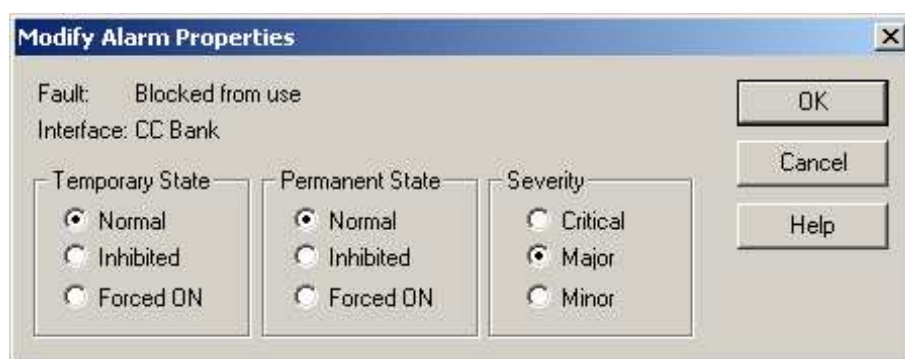 Modify Alarm Properties
Fault: Blocked from use
Interface: CC Bank
OK
Cancel
Help
Temporary State
Normal
Inhibited
Forced ON
Permanent State
Normal
Inhibited
Forced ON
Severity
Critical
Major
Minor